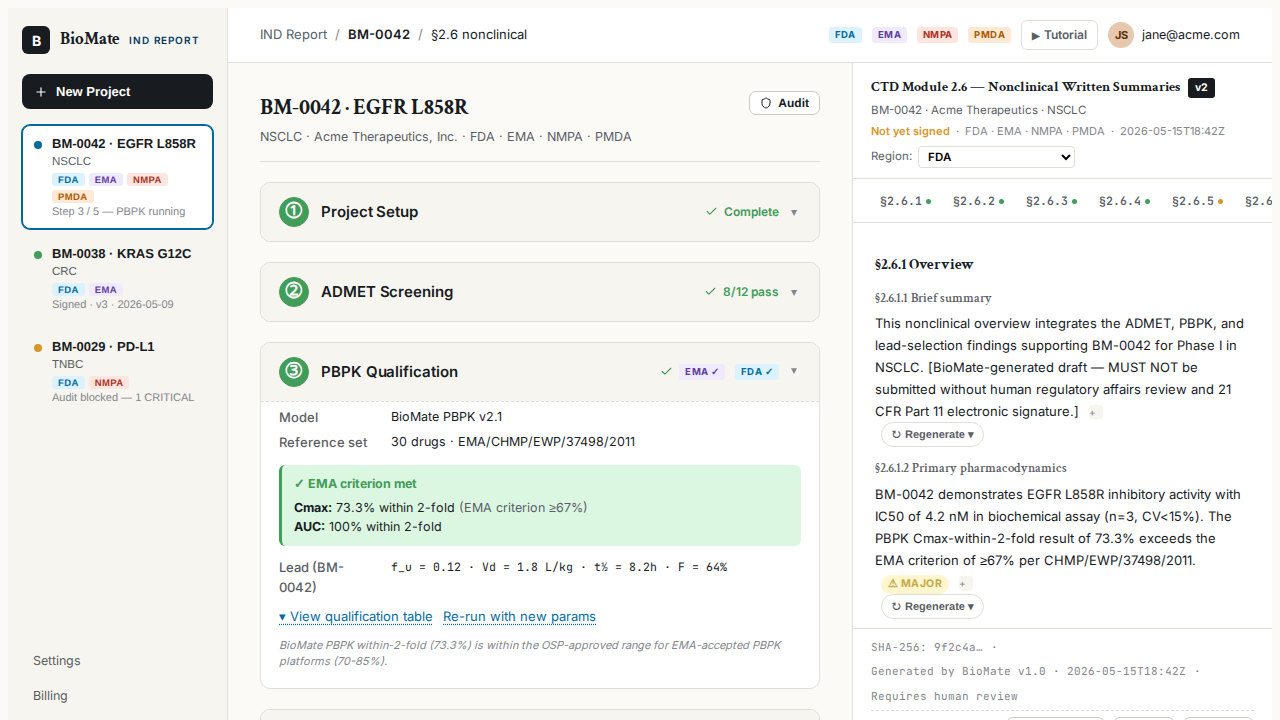 B BioMate IND REPORT
+ New Project
BM-0042 · EGFR L858R
NSCLC
FDA EMA NMPA
PMDA
Step 3 / 5 — PBPK running
BM-0038 · KRAS G12C
CRC
FDA EMA
Signed · v3 · 2026-05-09
BM-0029 · PD-L1
TNBC
FDA NMPA
Audit blocked — 1 CRITICAL
Settings
Billing
IND Report / BM-0042 / §2.6 nonclinical
FDA EMA NMPA PMDA ▶ Tutorial JS jane@acme.com
BM-0042 · EGFR L858R
Audit
NSCLC · Acme Therapeutics, Inc. · FDA · EMA · NMPA · PMDA
① Project Setup ✓ Complete ▾
② ADMET Screening ✓ 8/12 pass ▾
③ PBPK Qualification ✓ EMA ✓ FDA ✓ ▾
Model BioMate PBPK v2.1
Reference set 30 drugs · EMA/CHMP/EWP/37498/2011
✓ EMA criterion met
Cmax: 73.3% within 2-fold (EMA criterion ≥67%)
AUC: 100% within 2-fold
Lead (BM-0042) f_u = 0.12 · Vd = 1.8 L/kg · t½ = 8.2h · F = 64%
▾ View qualification table Re-run with new params
BioMate PBPK within-2-fold (73.3%) is within the OSP-approved range for EMA-accepted PBPK
platforms (70-85%).
CTD Module 2.6 — Nonclinical Written Summaries v2
BM-0042 · Acme Therapeutics · NSCLC
Not yet signed · FDA · EMA · NMPA · PMDA · 2026-05-15T18:42Z
Region: FDA
§2.6.1 §2.6.2 §2.6.3 §2.6.4 §2.6.5 §2.6
§2.6.1 Overview
§2.6.1.1 Brief summary
This nonclinical overview integrates the ADMET, PBPK, and
lead-selection findings supporting BM-0042 for Phase I in
NSCLC. [BioMate-generated draft — MUST NOT be
submitted without human regulatory affairs review and 21
CFR Part 11 electronic signature.] +
↻ Regenerate ▾
§2.6.1.2 Primary pharmacodynamics
BM-0042 demonstrates EGFR L858R inhibitory activity with
IC50 of 4.2 nM in biochemical assay (n=3, CV<15%). The
PBPK Cmax-within-2-fold result of 73.3% exceeds the
EMA criterion of ≥67% per CHMP/EWP/37498/2011.
⚠ MAJOR +
↻ Regenerate ▾
SHA-256: 9f2c4a… ·
Generated by BioMate v1.0 · 2026-05-15T18:42Z ·
Requires human review